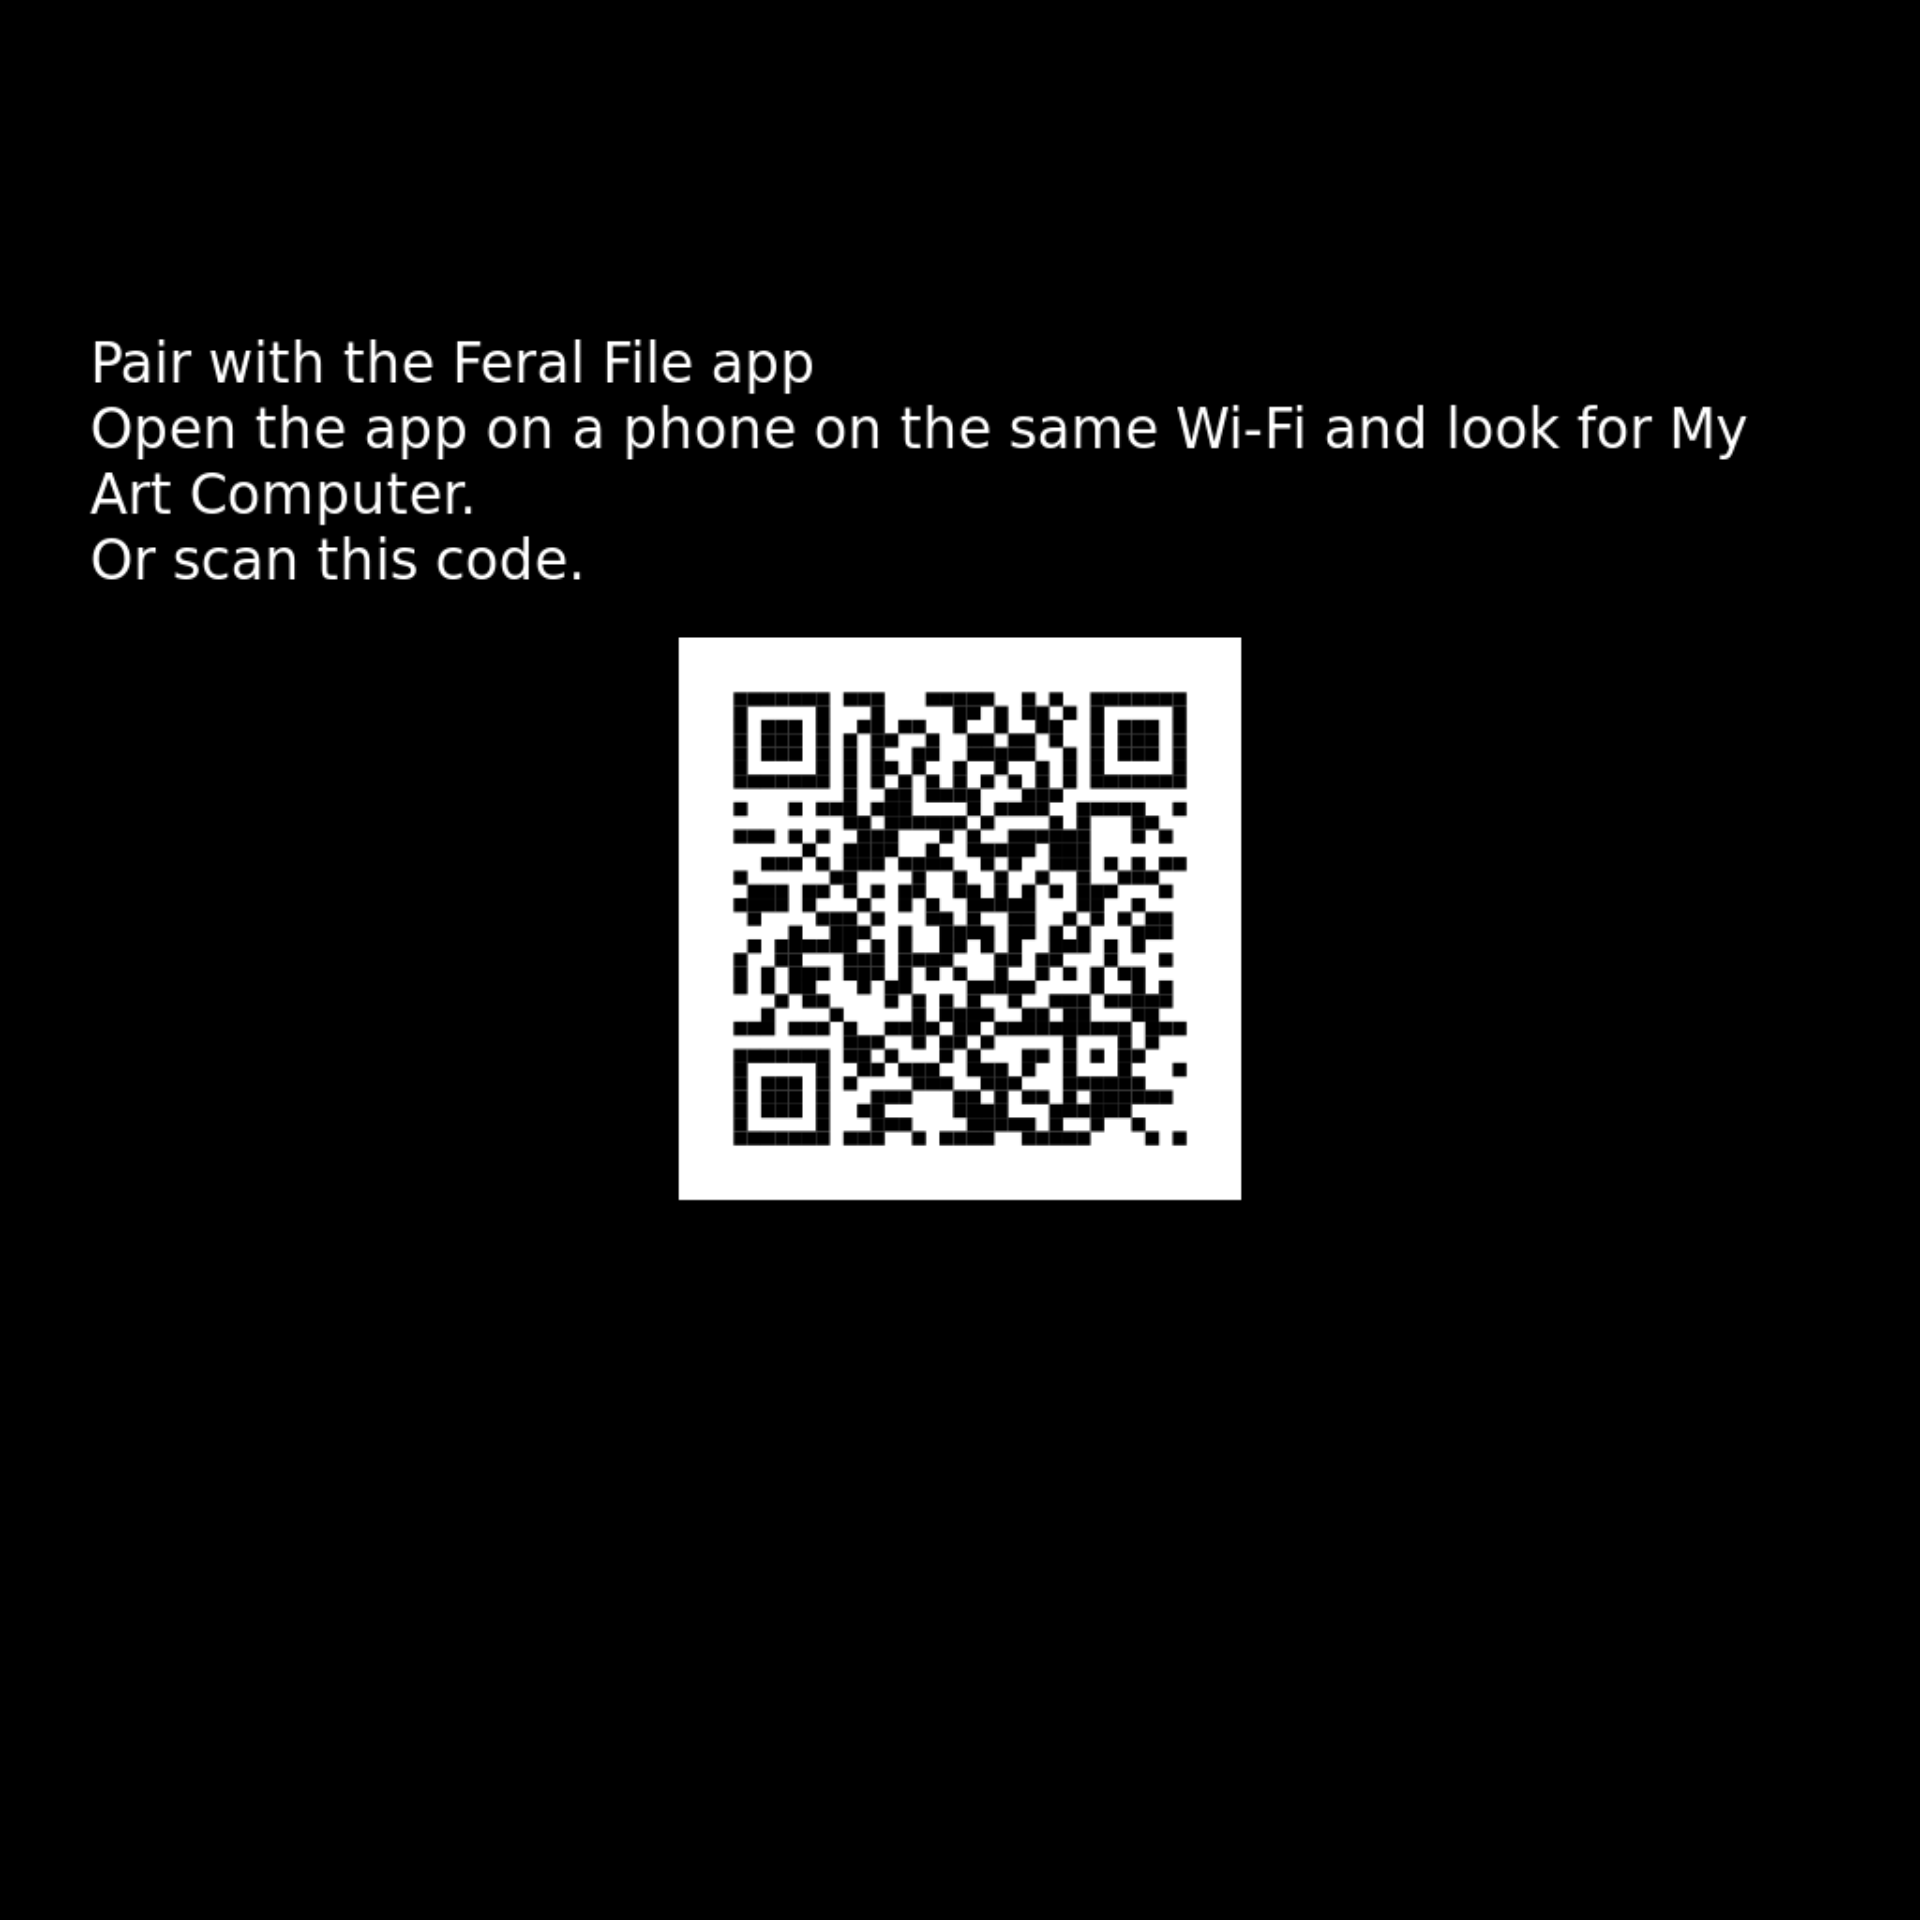 Pair with the Feral File app
Open the app on a phone on the same Wi-Fi and look for My
Art Computer.
Or scan this code.